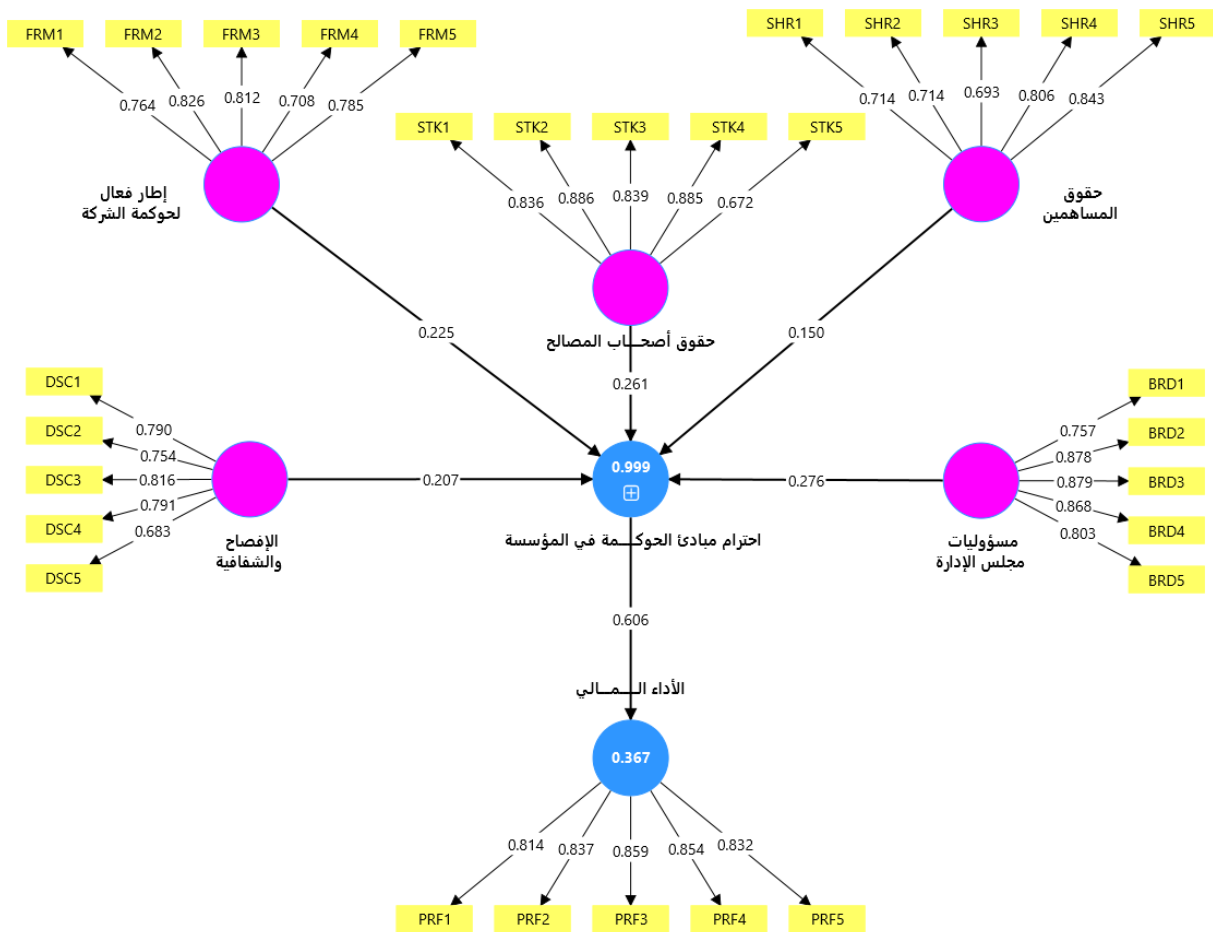 FRM1 FRM2 FRM3 FRM4 FRM5
SHR1 SHR2 SHR3 SHR4 SHR5
0.764 0.826 0.812 0.708 0.785
0.714 0.714 0.693 0.806 0.843
STK1 STK2 STK3 STK4 STK5
0.836 0.886 0.839 0.885 0.672
إطار فعال
لحوكمة الشركة
حقوق
المساهمين
0.225
0.150
حقوق أصحـــاب المصالح
0.261
DSC1
DSC2
DSC3
DSC4
DSC5
0.790
0.754
0.816
0.791
0.683
0.207
0.999
0.276
BRD1
BRD2
BRD3
BRD4
BRD5
0.757
0.878
0.879
0.868
0.803
الإفصاح
والشفافية
احترام مبادئ الحوكـــمة في المؤسسة
مسؤوليات
مجلس الإدارة
0.606
الأداء الـــمـــالي
0.367
0.814 0.837 0.859 0.854 0.832
PRF1 PRF2 PRF3 PRF4 PRF5